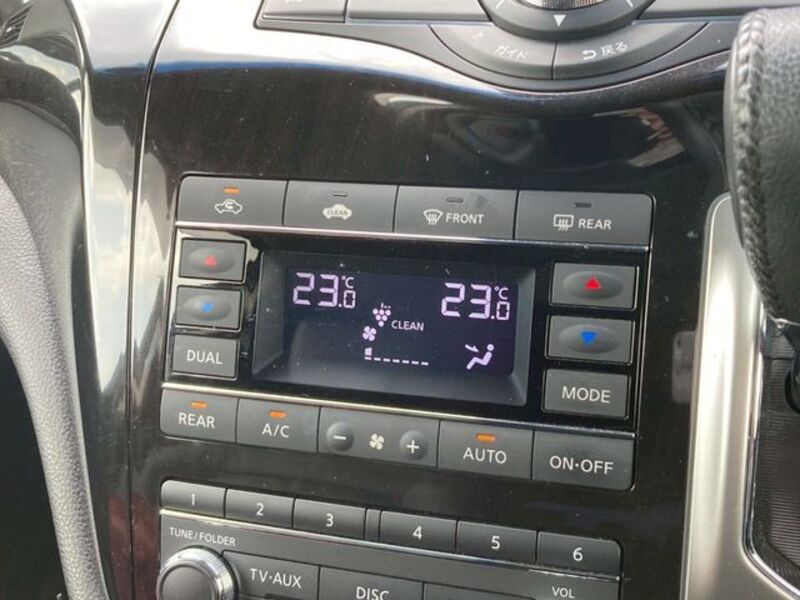 ガイド
戻る
CLEAN
FRONT
REAR
23.0℃
23.0℃
CLEAN
DUAL
MODE
REAR
A/C
− +
AUTO
ON·OFF
1 2 3 4 5 6
TUNE/FOLDER
TV·AUX
DISC
VOL